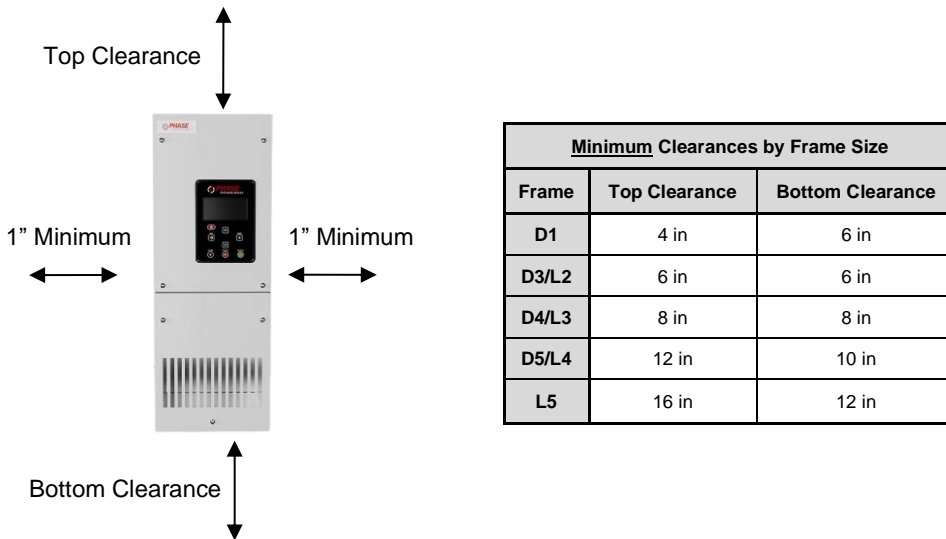 Top Clearance
PHASE
PHASE
1” Minimum
1” Minimum
Bottom Clearance
Minimum Clearances by Frame Size
Frame Top Clearance Bottom Clearance
D1 4 in 6 in
D3/L2 6 in 6 in
D4/L3 8 in 8 in
D5/L4 12 in 10 in
L5 16 in 12 in